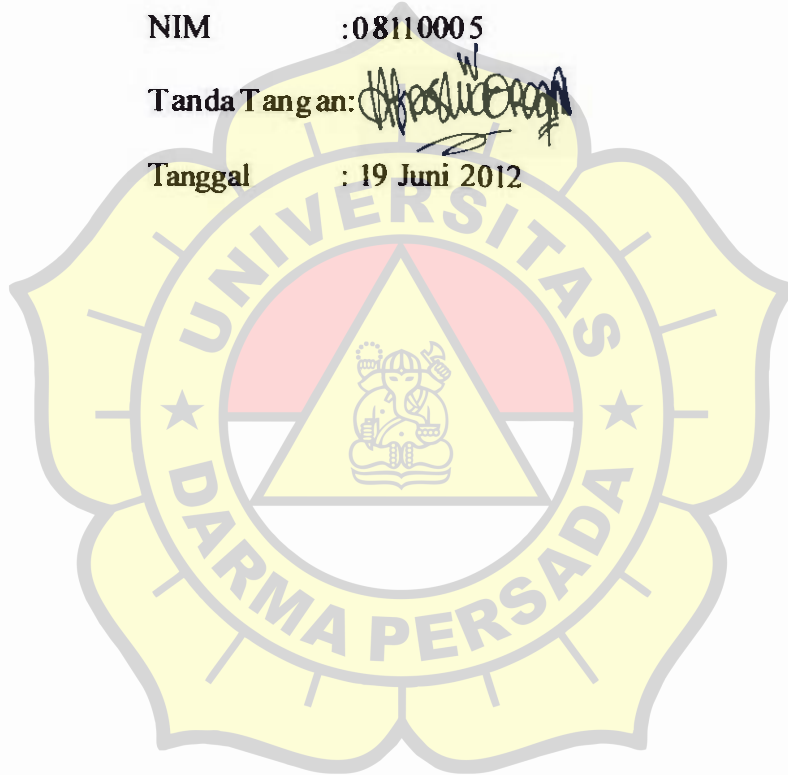 NIM :08110005
Tanda Tangan:
Tanggal : 19 Juni 2012
UNIVERSITAS
DARMA PERSADA